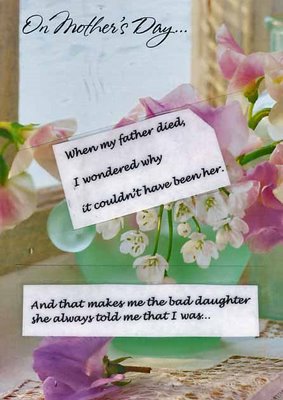 On Mother's Day...
When my father died,
I wondered why
it couldn't have been her.
And that makes me the bad daughter
she always told me that I was...